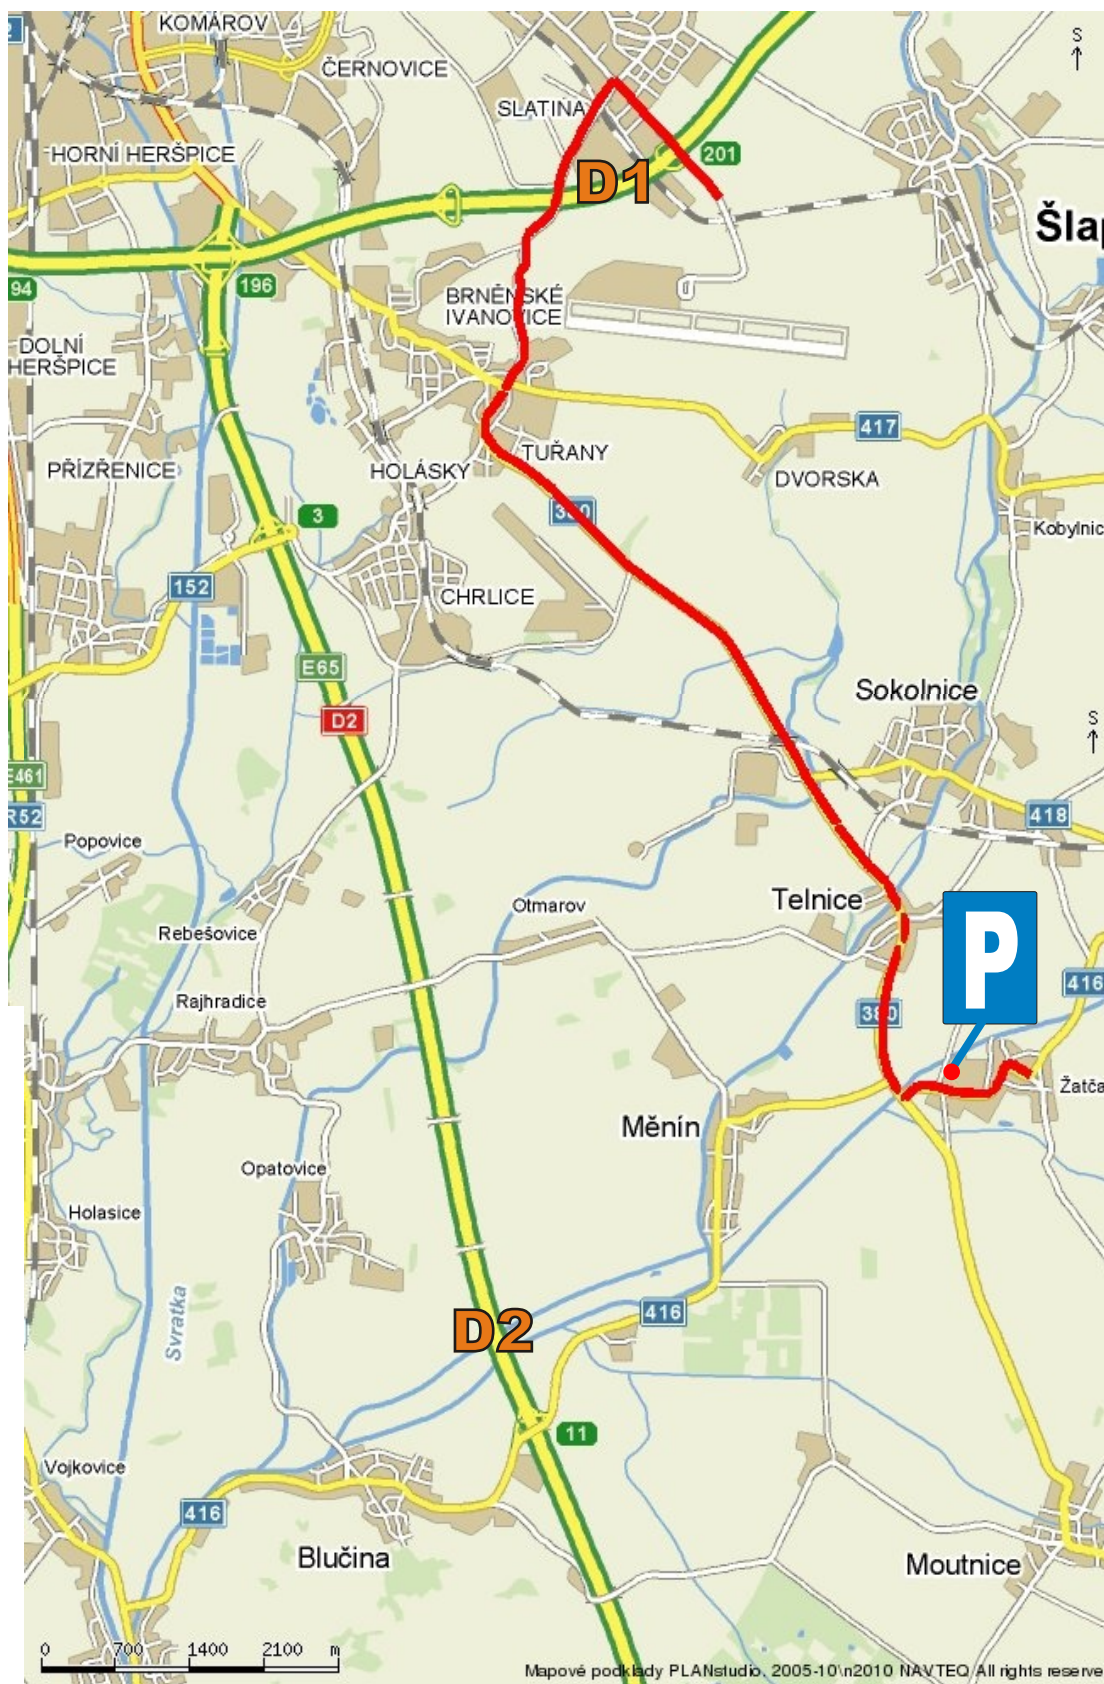 KOMÁROV
S
ČERNOVICE
SLATINA
HORNÍ HERŠPICE
201
D1
Šlap
94
196
BRNĚNSKÉ
IVANOVICE
DOLNÍ
HERŠPICE
417
TUŘANY
PŘÍZŘENICE
HOLÁSKY
DVORSKA
380
3
Kobylnic
152
CHRLICE
E65
Sokolnice
D2
S
E461
R52
418
Popovice
Telnice
Otmarov
Rebešovice
P
416
Rajhradice
380
Žatča
Měnín
Opatovice
Holasice
Svratka
416
D2
11
Vojkovice
416
Blučina
Moutnice
0 700 1400 2100 m
Mapové podklady PLANstudio, 2005-10\n2010 NAVTEQ All rights reserve